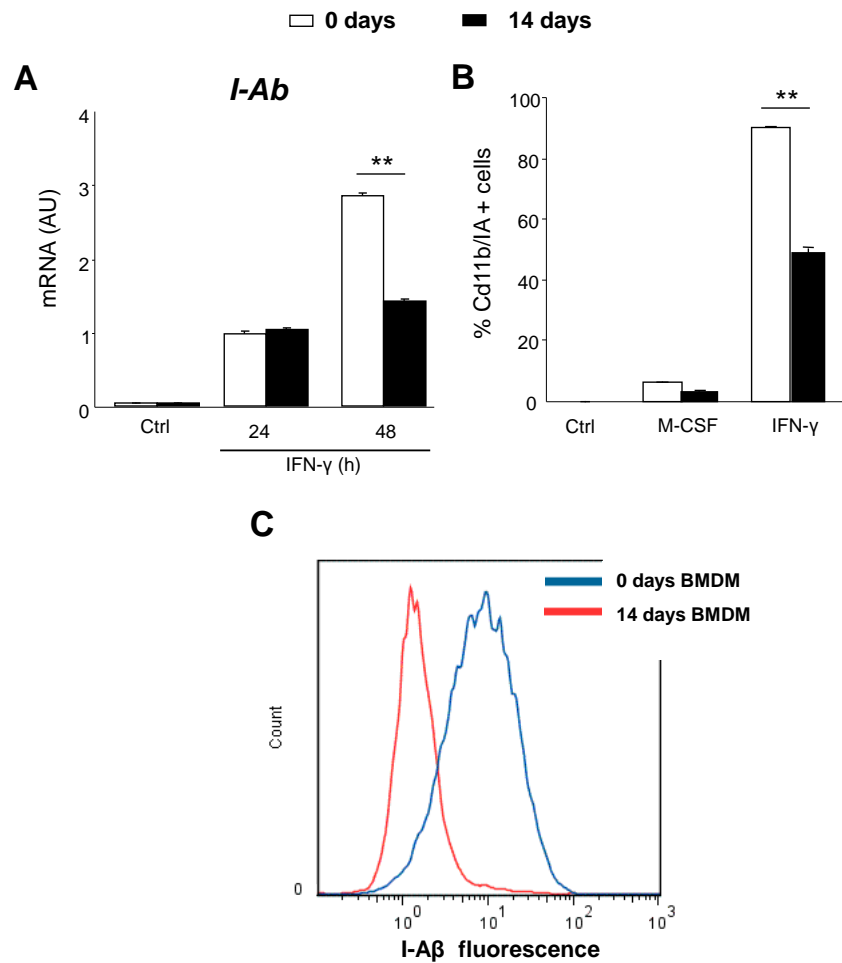 0 days 14 days
A
I-Ab
4
3
2
1
0
mRNA (AU)
**
Ctrl 24 48
IFN-γ (h)
B
100
80
60
40
20
0
% Cd11b/IA + cells
**
Ctrl M-CSF IFN-γ
C
0 days BMDM
14 days BMDM
Count
0
10^0 10^1 10^2 10^3
I-Aβ fluorescence